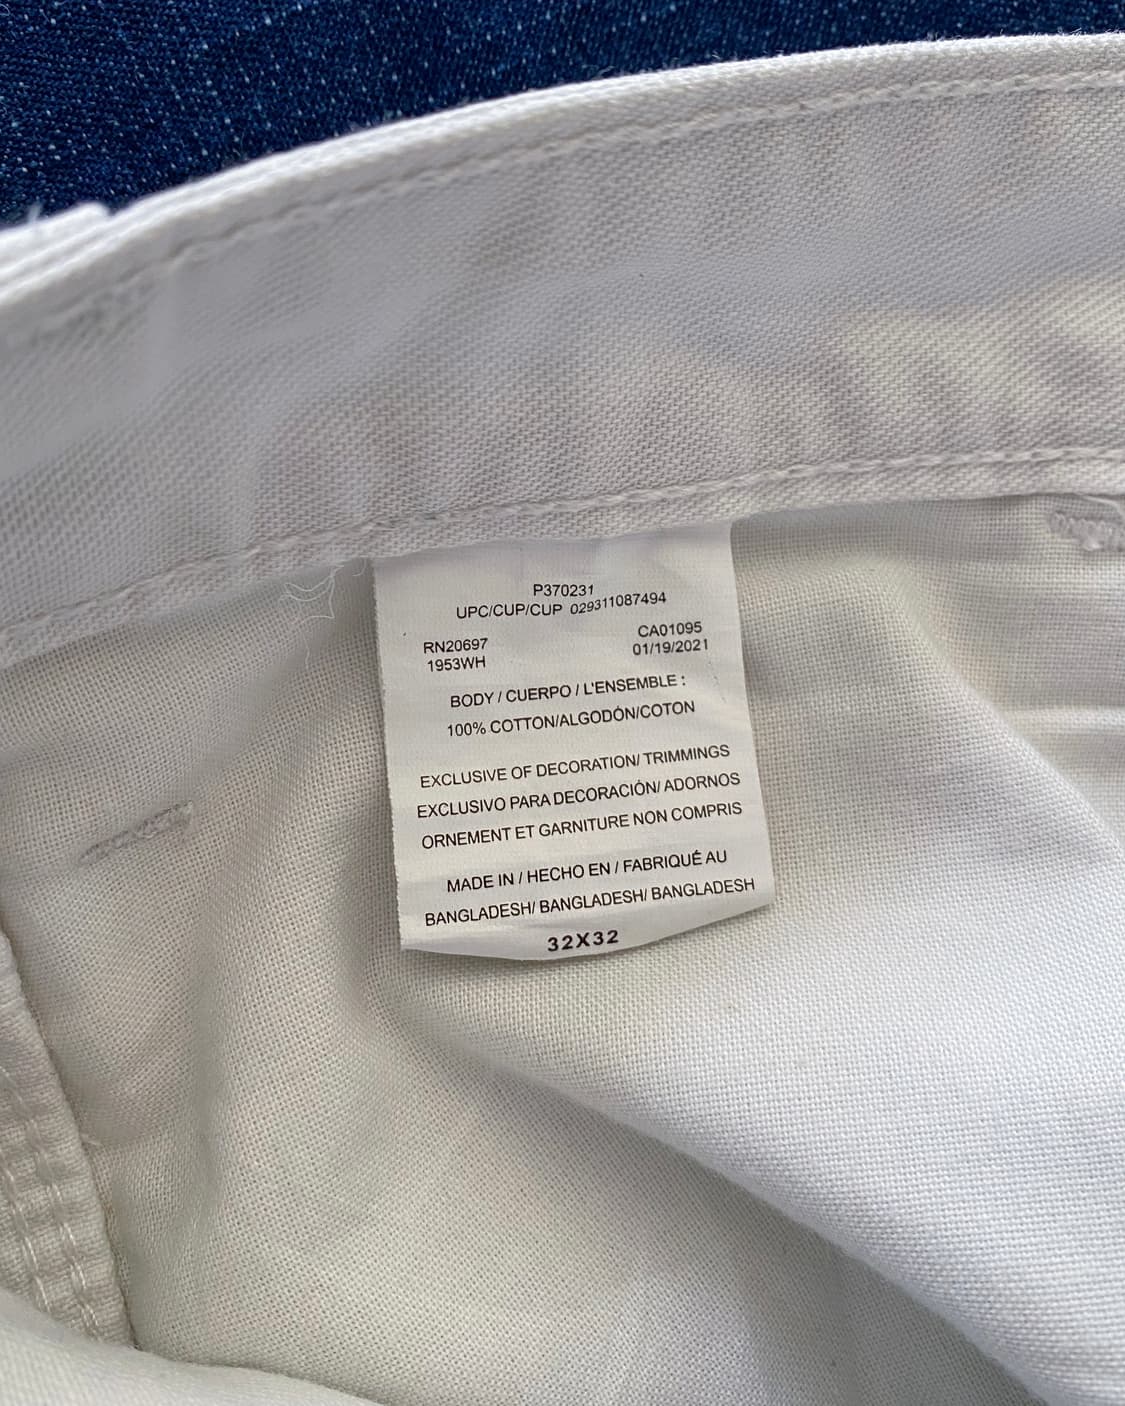 P370231
UPC/CUP/CUP 029311087494
RN20697 CA01095
1953WH 01/19/2021
BODY / CUERPO / L'ENSEMBLE :
100% COTTON/ALGODÓN/COTON
EXCLUSIVE OF DECORATION/ TRIMMINGS
EXCLUSIVO PARA DECORACIÓN/ ADORNOS
ORNEMENT ET GARNITURE NON COMPRIS
MADE IN / HECHO EN / FABRIQUÉ AU
BANGLADESH/ BANGLADESH/ BANGLADESH
32X32